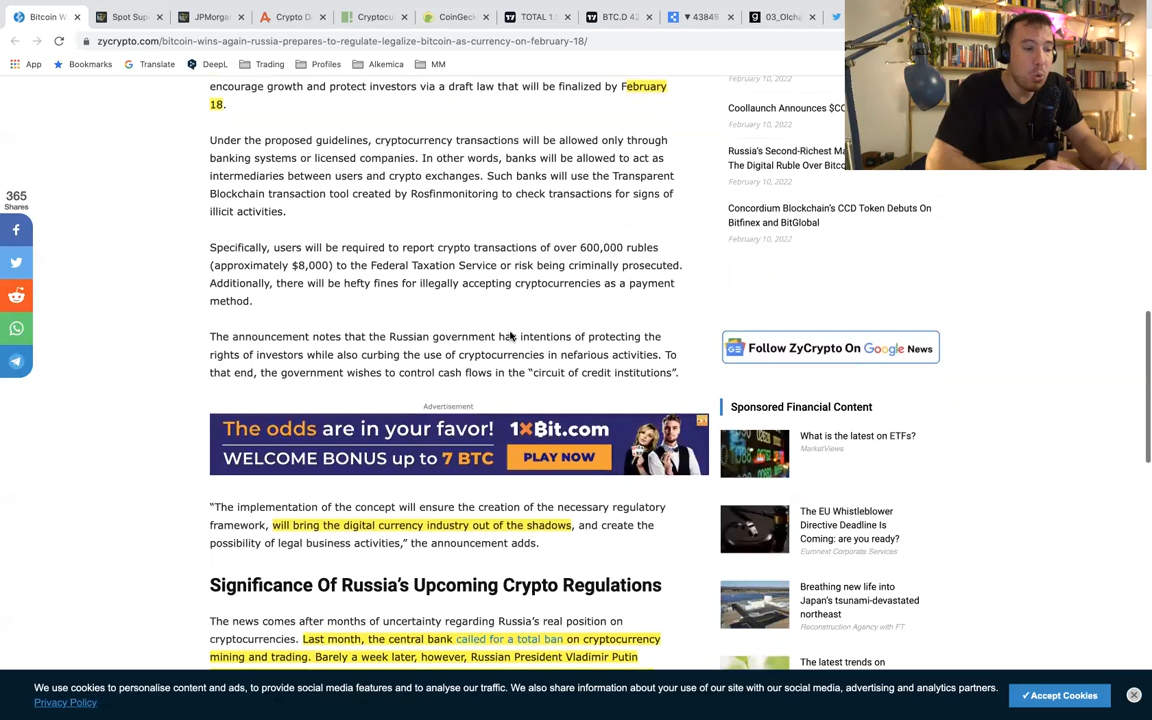 Bitcoin W
Spot Sup
JPMorga
Crypto D
Cryptocu
CoinGeck
TOTAL 1.
BTC.D 42
▼ 43845
03_Olcha
zycrypto.com/bitcoin-wins-again-russia-prepares-to-regulate-legalize-bitcoin-as-currency-on-february-18/
App
Bookmarks
Translate
DeepL
Trading
Profiles
Alkemica
MM
encourage growth and protect investors via a draft law that will be finalized by February
18.
Under the proposed guidelines, cryptocurrency transactions will be allowed only through
banking systems or licensed companies. In other words, banks will be allowed to act as
intermediaries between users and crypto exchanges. Such banks will use the Transparent
Blockchain transaction tool created by Rosfinmonitoring to check transactions for signs of
illicit activities.
365
Shares
Specifically, users will be required to report crypto transactions of over 600,000 rubles
(approximately $8,000) to the Federal Taxation Service or risk being criminally prosecuted.
Additionally, there will be hefty fines for illegally accepting cryptocurrencies as a payment
method.
The announcement notes that the Russian government has intentions of protecting the
rights of investors while also curbing the use of cryptocurrencies in nefarious activities. To
that end, the government wishes to control cash flows in the “circuit of credit institutions”.
Advertisement
The odds are in your favor!
1XBit.com
WELCOME BONUS up to 7 BTC
PLAY NOW
“The implementation of the concept will ensure the creation of the necessary regulatory
framework, will bring the digital currency industry out of the shadows, and create the
possibility of legal business activities,” the announcement adds.
Significance Of Russia’s Upcoming Crypto Regulations
The news comes after months of uncertainty regarding Russia’s real position on
cryptocurrencies. Last month, the central bank called for a total ban on cryptocurrency
mining and trading. Barely a week later, however, Russian President Vladimir Putin
February 10, 2022
Coollaunch Announces $CO
February 10, 2022
Russia’s Second-Richest Ma
The Digital Ruble Over Bitco
February 10, 2022
Concordium Blockchain’s CCD Token Debuts On
Bitfinex and BitGlobal
February 10, 2022
Follow ZyCrypto On Google News
Sponsored Financial Content
What is the latest on ETFs?
MarketViews
The EU Whistleblower
Directive Deadline Is
Coming: are you ready?
Euronext Corporate Services
Breathing new life into
Japan’s tsunami-devastated
northeast
Reconstruction Agency with FT
The latest trends on
We use cookies to personalise content and ads, to provide social media features and to analyse our traffic. We also share information about your use of our site with our social media, advertising and analytics partners.
Privacy Policy
✓Accept Cookies